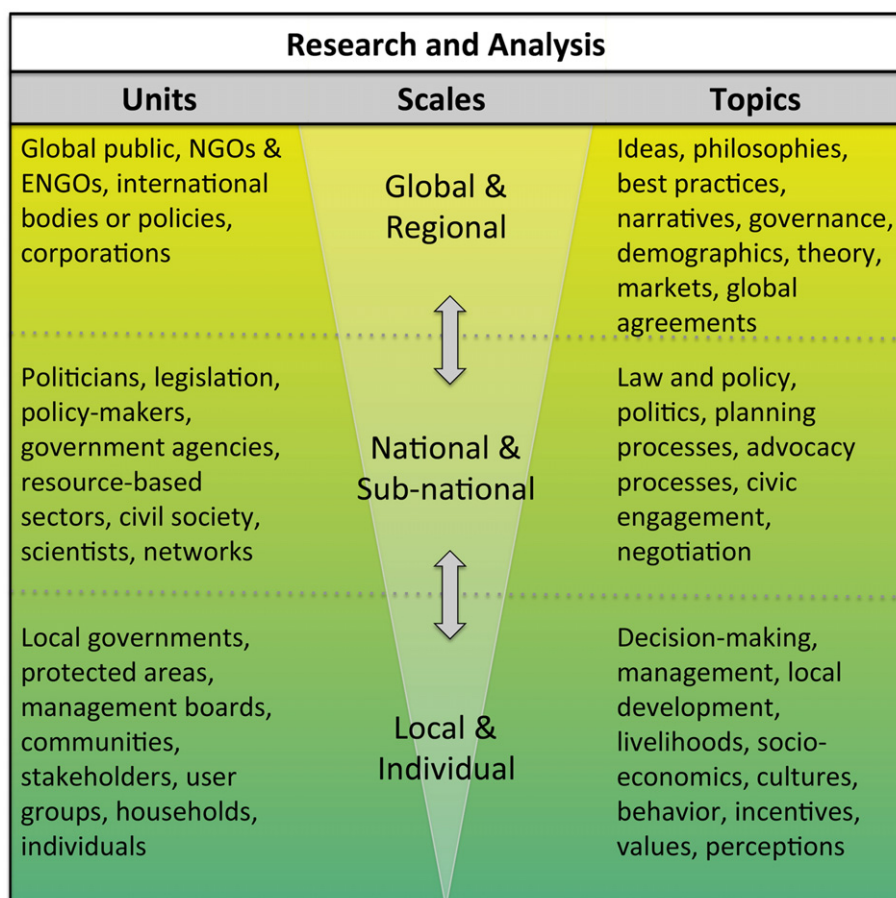 Research and Analysis
Units
Scales
Topics
Global public, NGOs &
ENGOs, international
bodies or policies,
corporations
Global &
Regional
Ideas, philosophies,
best practices,
narratives, governance,
demographics, theory,
markets, global
agreements
Politicians, legislation,
policy-makers,
government agencies,
resource-based
sectors, civil society,
scientists, networks
National &
Sub-national
Law and policy,
politics, planning
processes, advocacy
processes, civic
engagement,
negotiation
Local governments,
protected areas,
management boards,
communities,
stakeholders, user
groups, households,
individuals
Local &
Individual
Decision-making,
management, local
development,
livelihoods, socio-
economics, cultures,
behavior, incentives,
values, perceptions